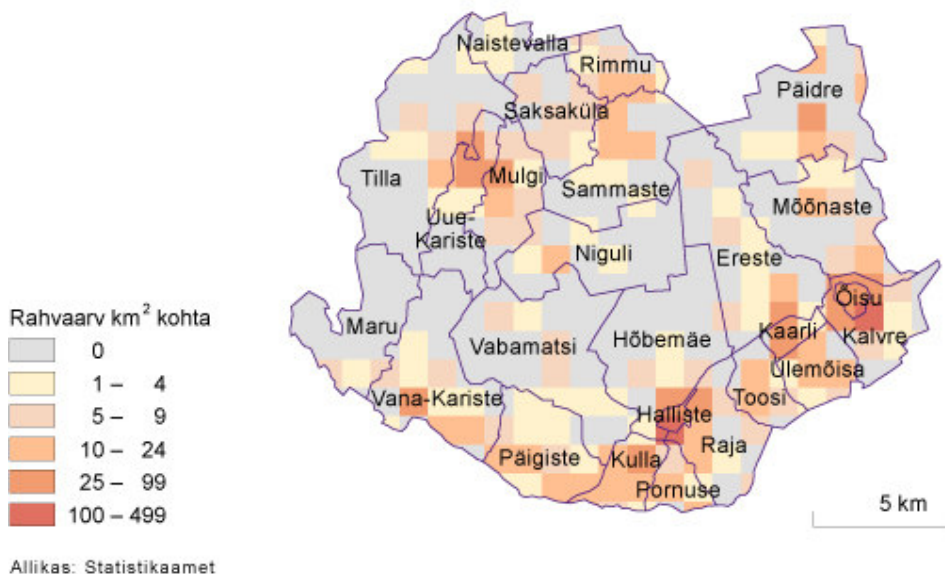 Naistevalla
Rimmu
Päidre
Saksaküla
Tilla
Mulgi
Sammaste
Mõõnaste
Uue-
Kariste
Niguli
Ereste
Õisu
Maru
Vabamatsi
Hõbemäe
Kaarli
Kalvre
Ülemõisa
Vana-Kariste
Toosi
Halliste
Raja
Päigiste
Kulla
Pornuse
5 km
Rahvaarv km² kohta
0
1 – 4
5 – 9
10 – 24
25 – 99
100 – 499
Allikas: Statistikaamet